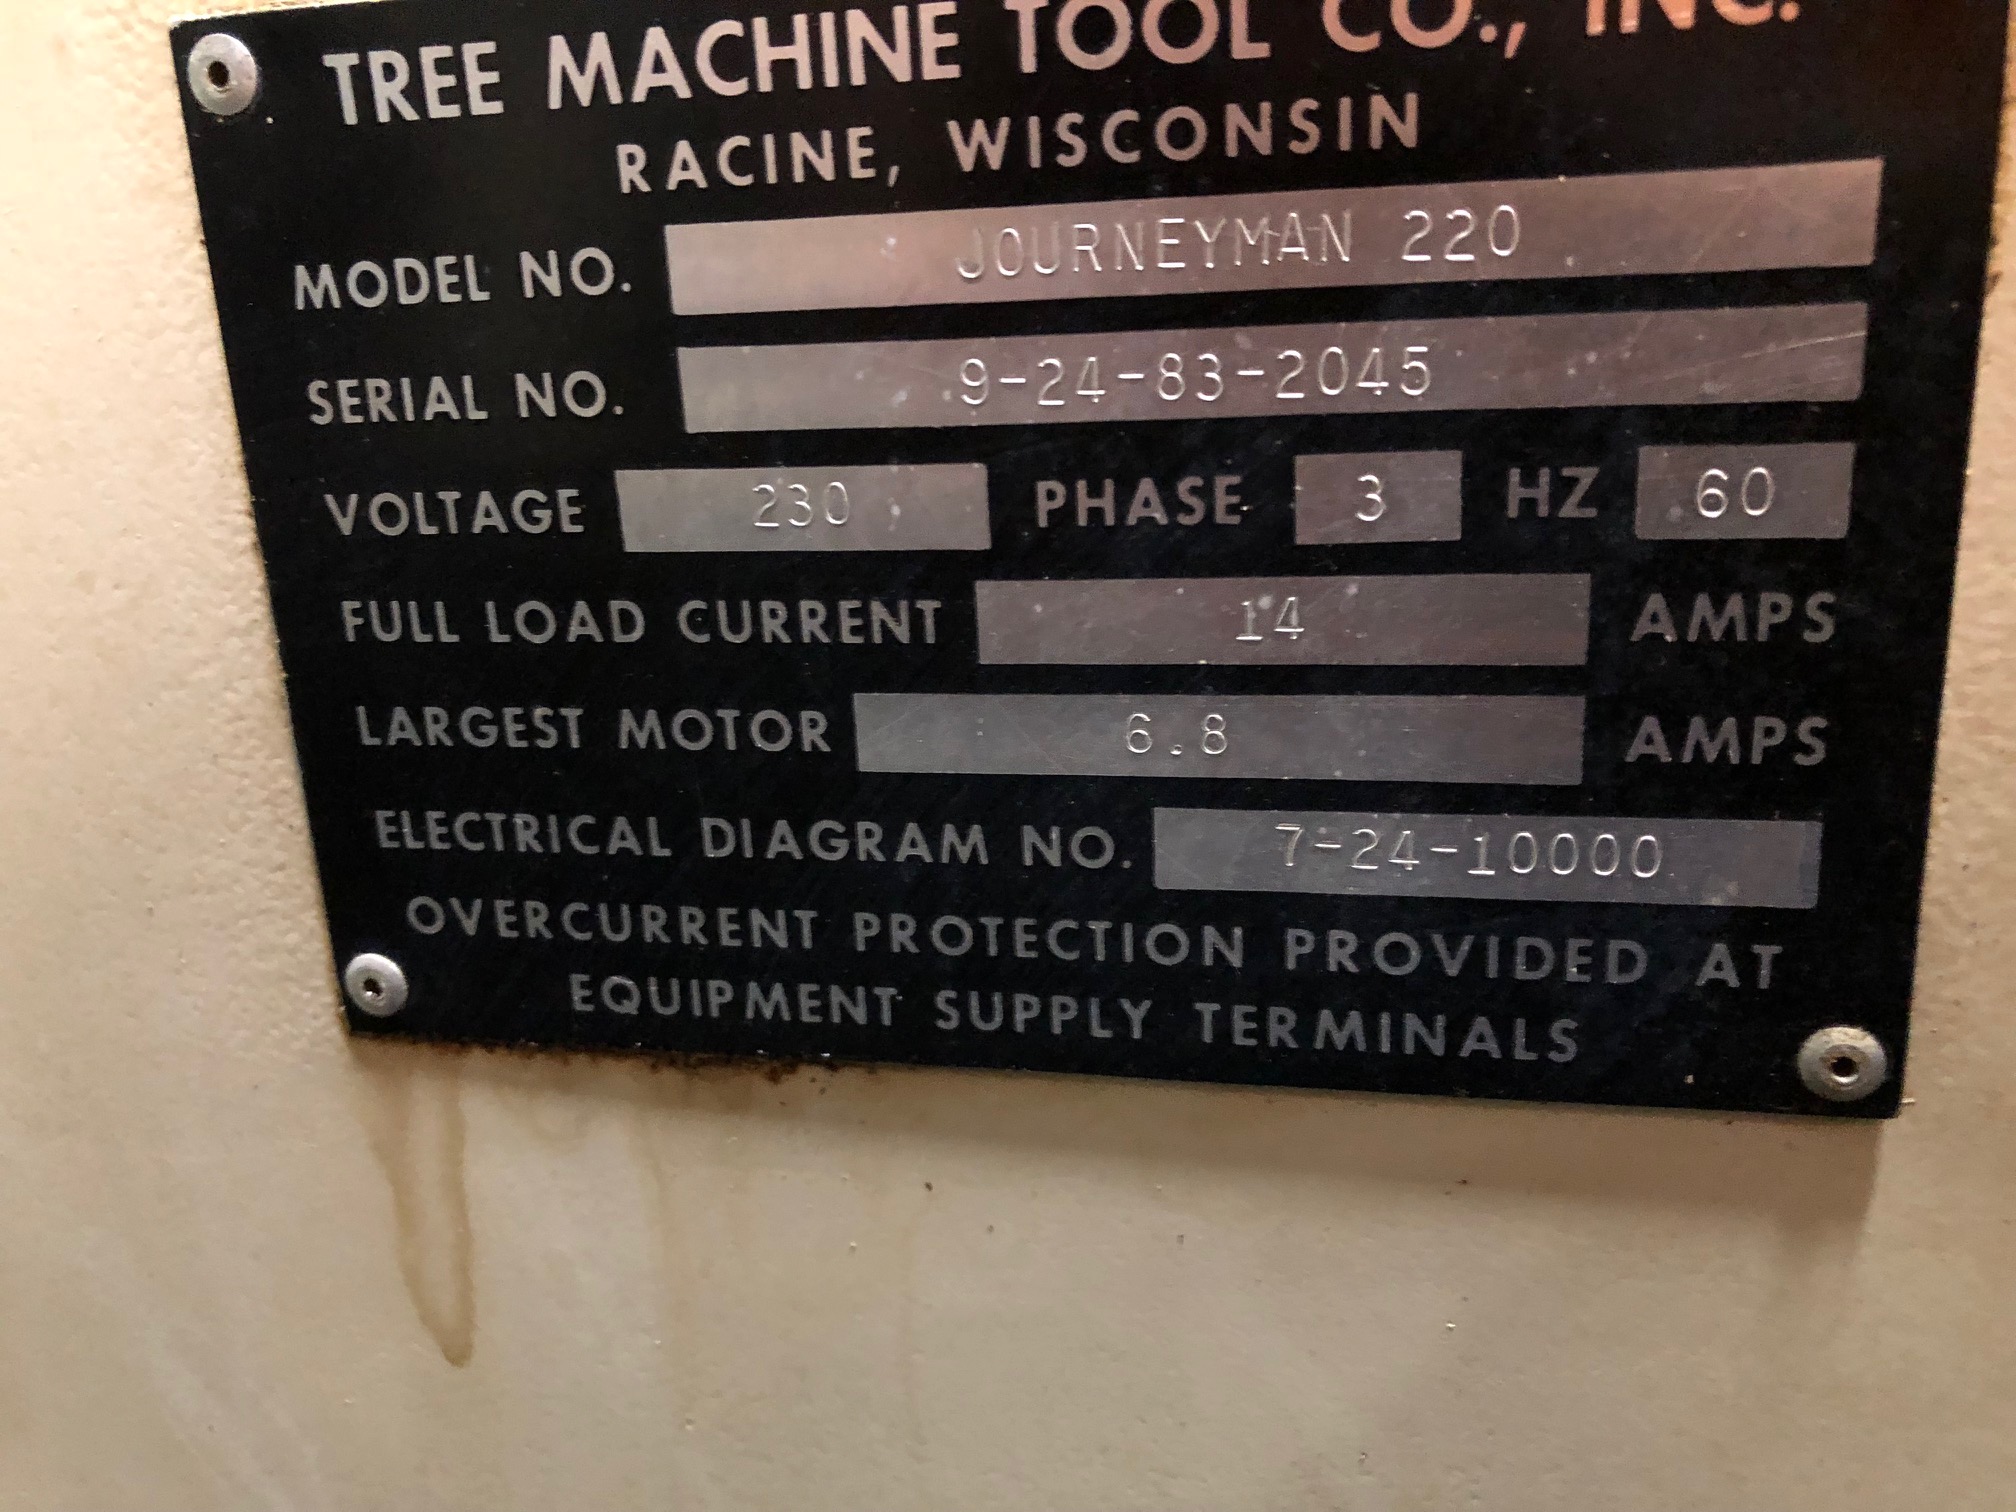 TREE MACHINE TOOL CO., INC.
RACINE, WISCONSIN
MODEL NO. JOURNEYMAN 220
SERIAL NO. 9-24-83-2045
VOLTAGE 230 PHASE 3 HZ 60
FULL LOAD CURRENT 14 AMPS
LARGEST MOTOR 6.8 AMPS
ELECTRICAL DIAGRAM NO. 7-24-10000
OVERCURRENT PROTECTION PROVIDED AT
EQUIPMENT SUPPLY TERMINALS